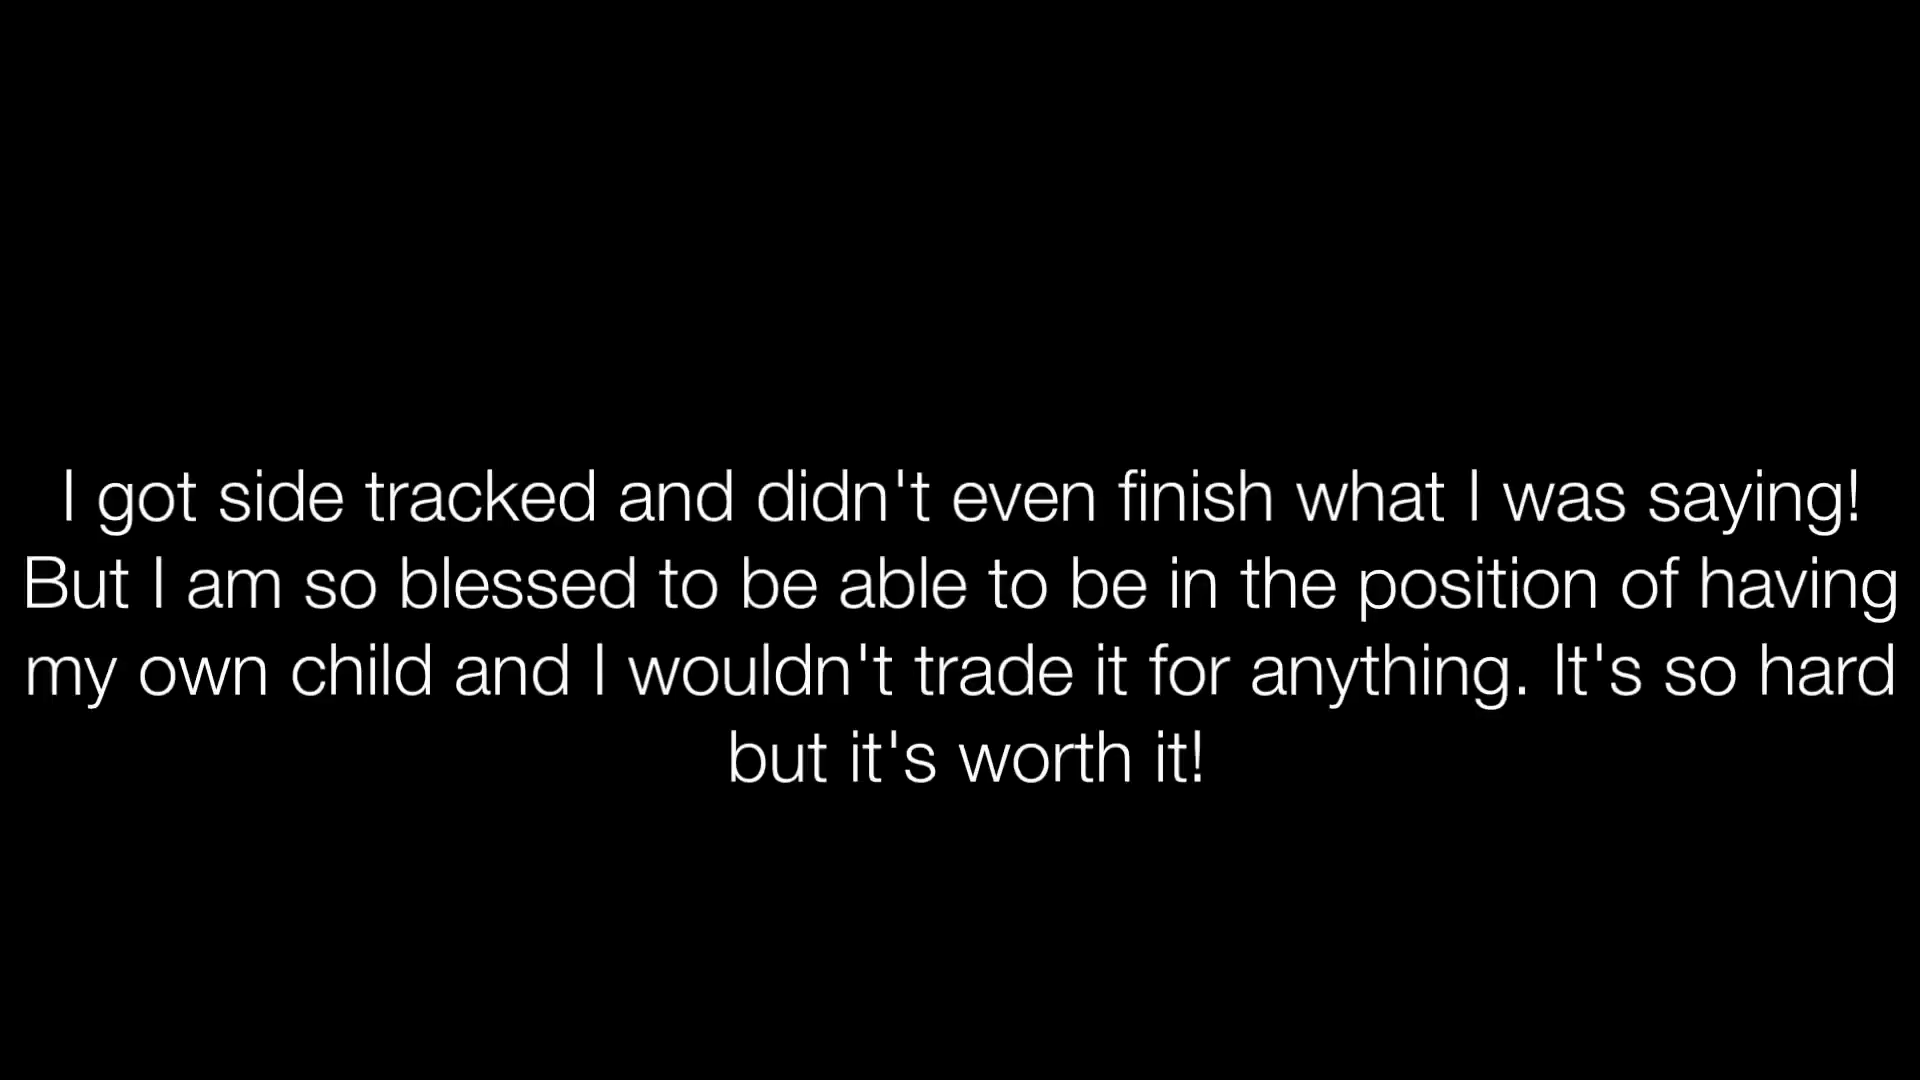 I got side tracked and didn't even finish what I was saying!
But I am so blessed to be able to be in the position of having
my own child and I wouldn't trade it for anything. It's so hard
but it's worth it!